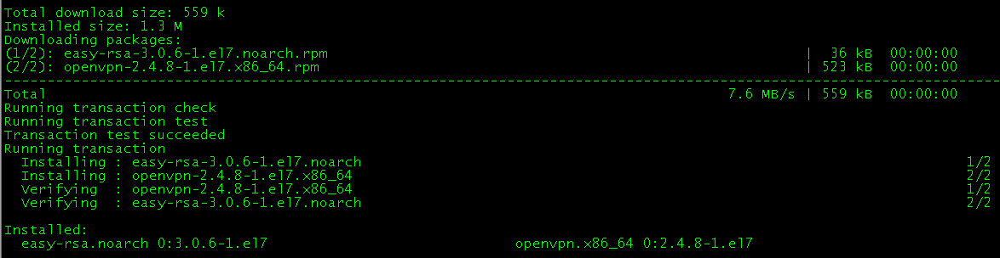 Total download size: 559 k
Installed size: 1.3 M
Downloading packages:
(1/2): easy-rsa-3.0.6-1.el7.noarch.rpm | 36 kB 00:00:00
(2/2): openvpn-2.4.8-1.el7.x86_64.rpm | 523 kB 00:00:00
--------------------------------------------------------------------------------
Total 7.6 MB/s | 559 kB 00:00:00
Running transaction check
Running transaction test
Transaction test succeeded
Running transaction
Installing : easy-rsa-3.0.6-1.el7.noarch 1/2
Installing : openvpn-2.4.8-1.el7.x86_64 2/2
Verifying : openvpn-2.4.8-1.el7.x86_64 1/2
Verifying : easy-rsa-3.0.6-1.el7.noarch 2/2
Installed:
easy-rsa.noarch 0:3.0.6-1.el7 openvpn.x86_64 0:2.4.8-1.el7